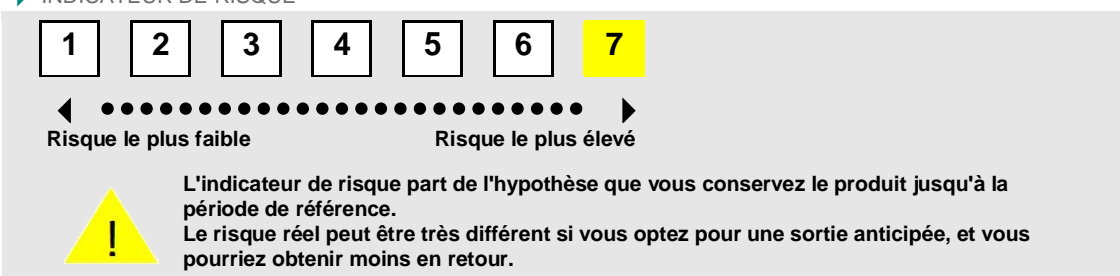 INDICATEUR DE RISQUE
1 2 3 4 5 6 7
Risque le plus faible Risque le plus élevé
L'indicateur de risque part de l'hypothèse que vous conservez le produit jusqu'à la
période de référence.
Le risque réel peut être très différent si vous optez pour une sortie anticipée, et vous
pourriez obtenir moins en retour.
!